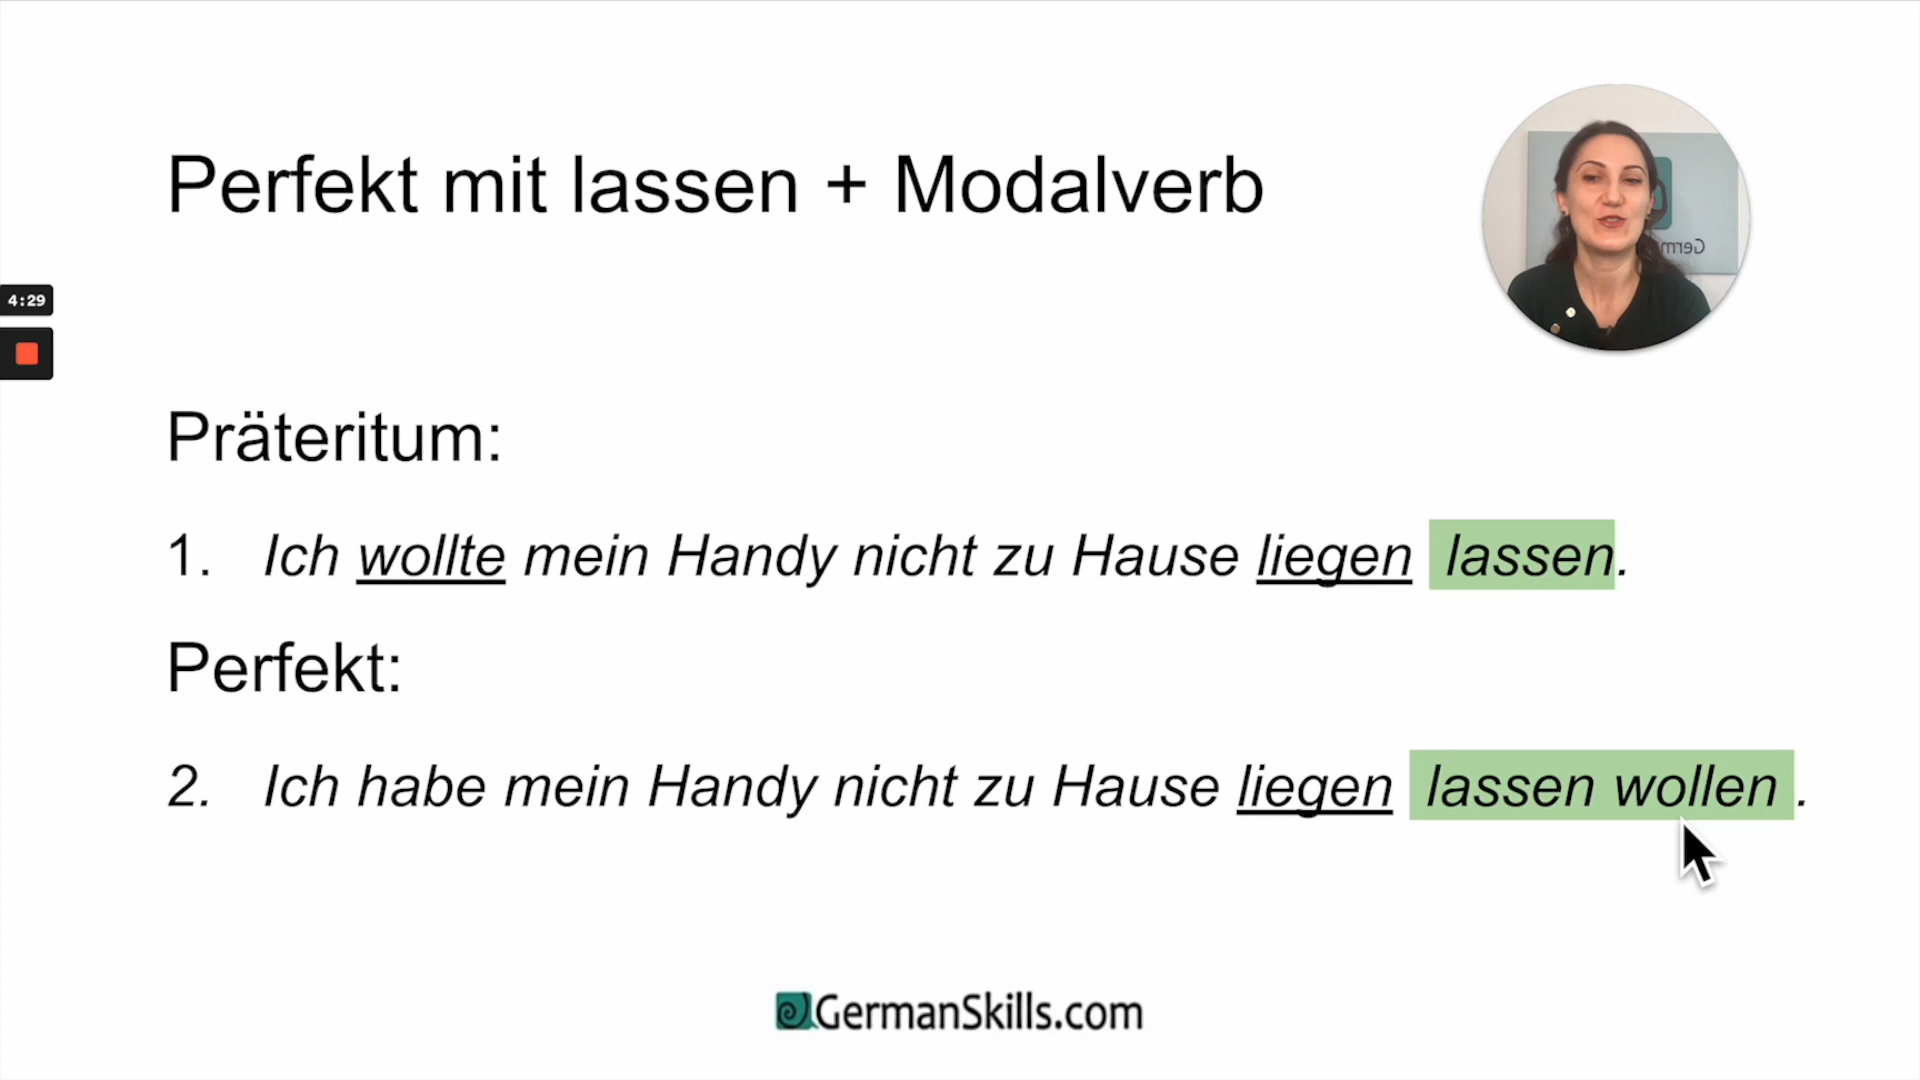 Perfekt mit lassen + Modalverb
Germ
4:29
Präteritum:
1. Ich wollte mein Handy nicht zu Hause liegen lassen.
Perfekt:
2. Ich habe mein Handy nicht zu Hause liegen lassen wollen .
GermanSkills.com